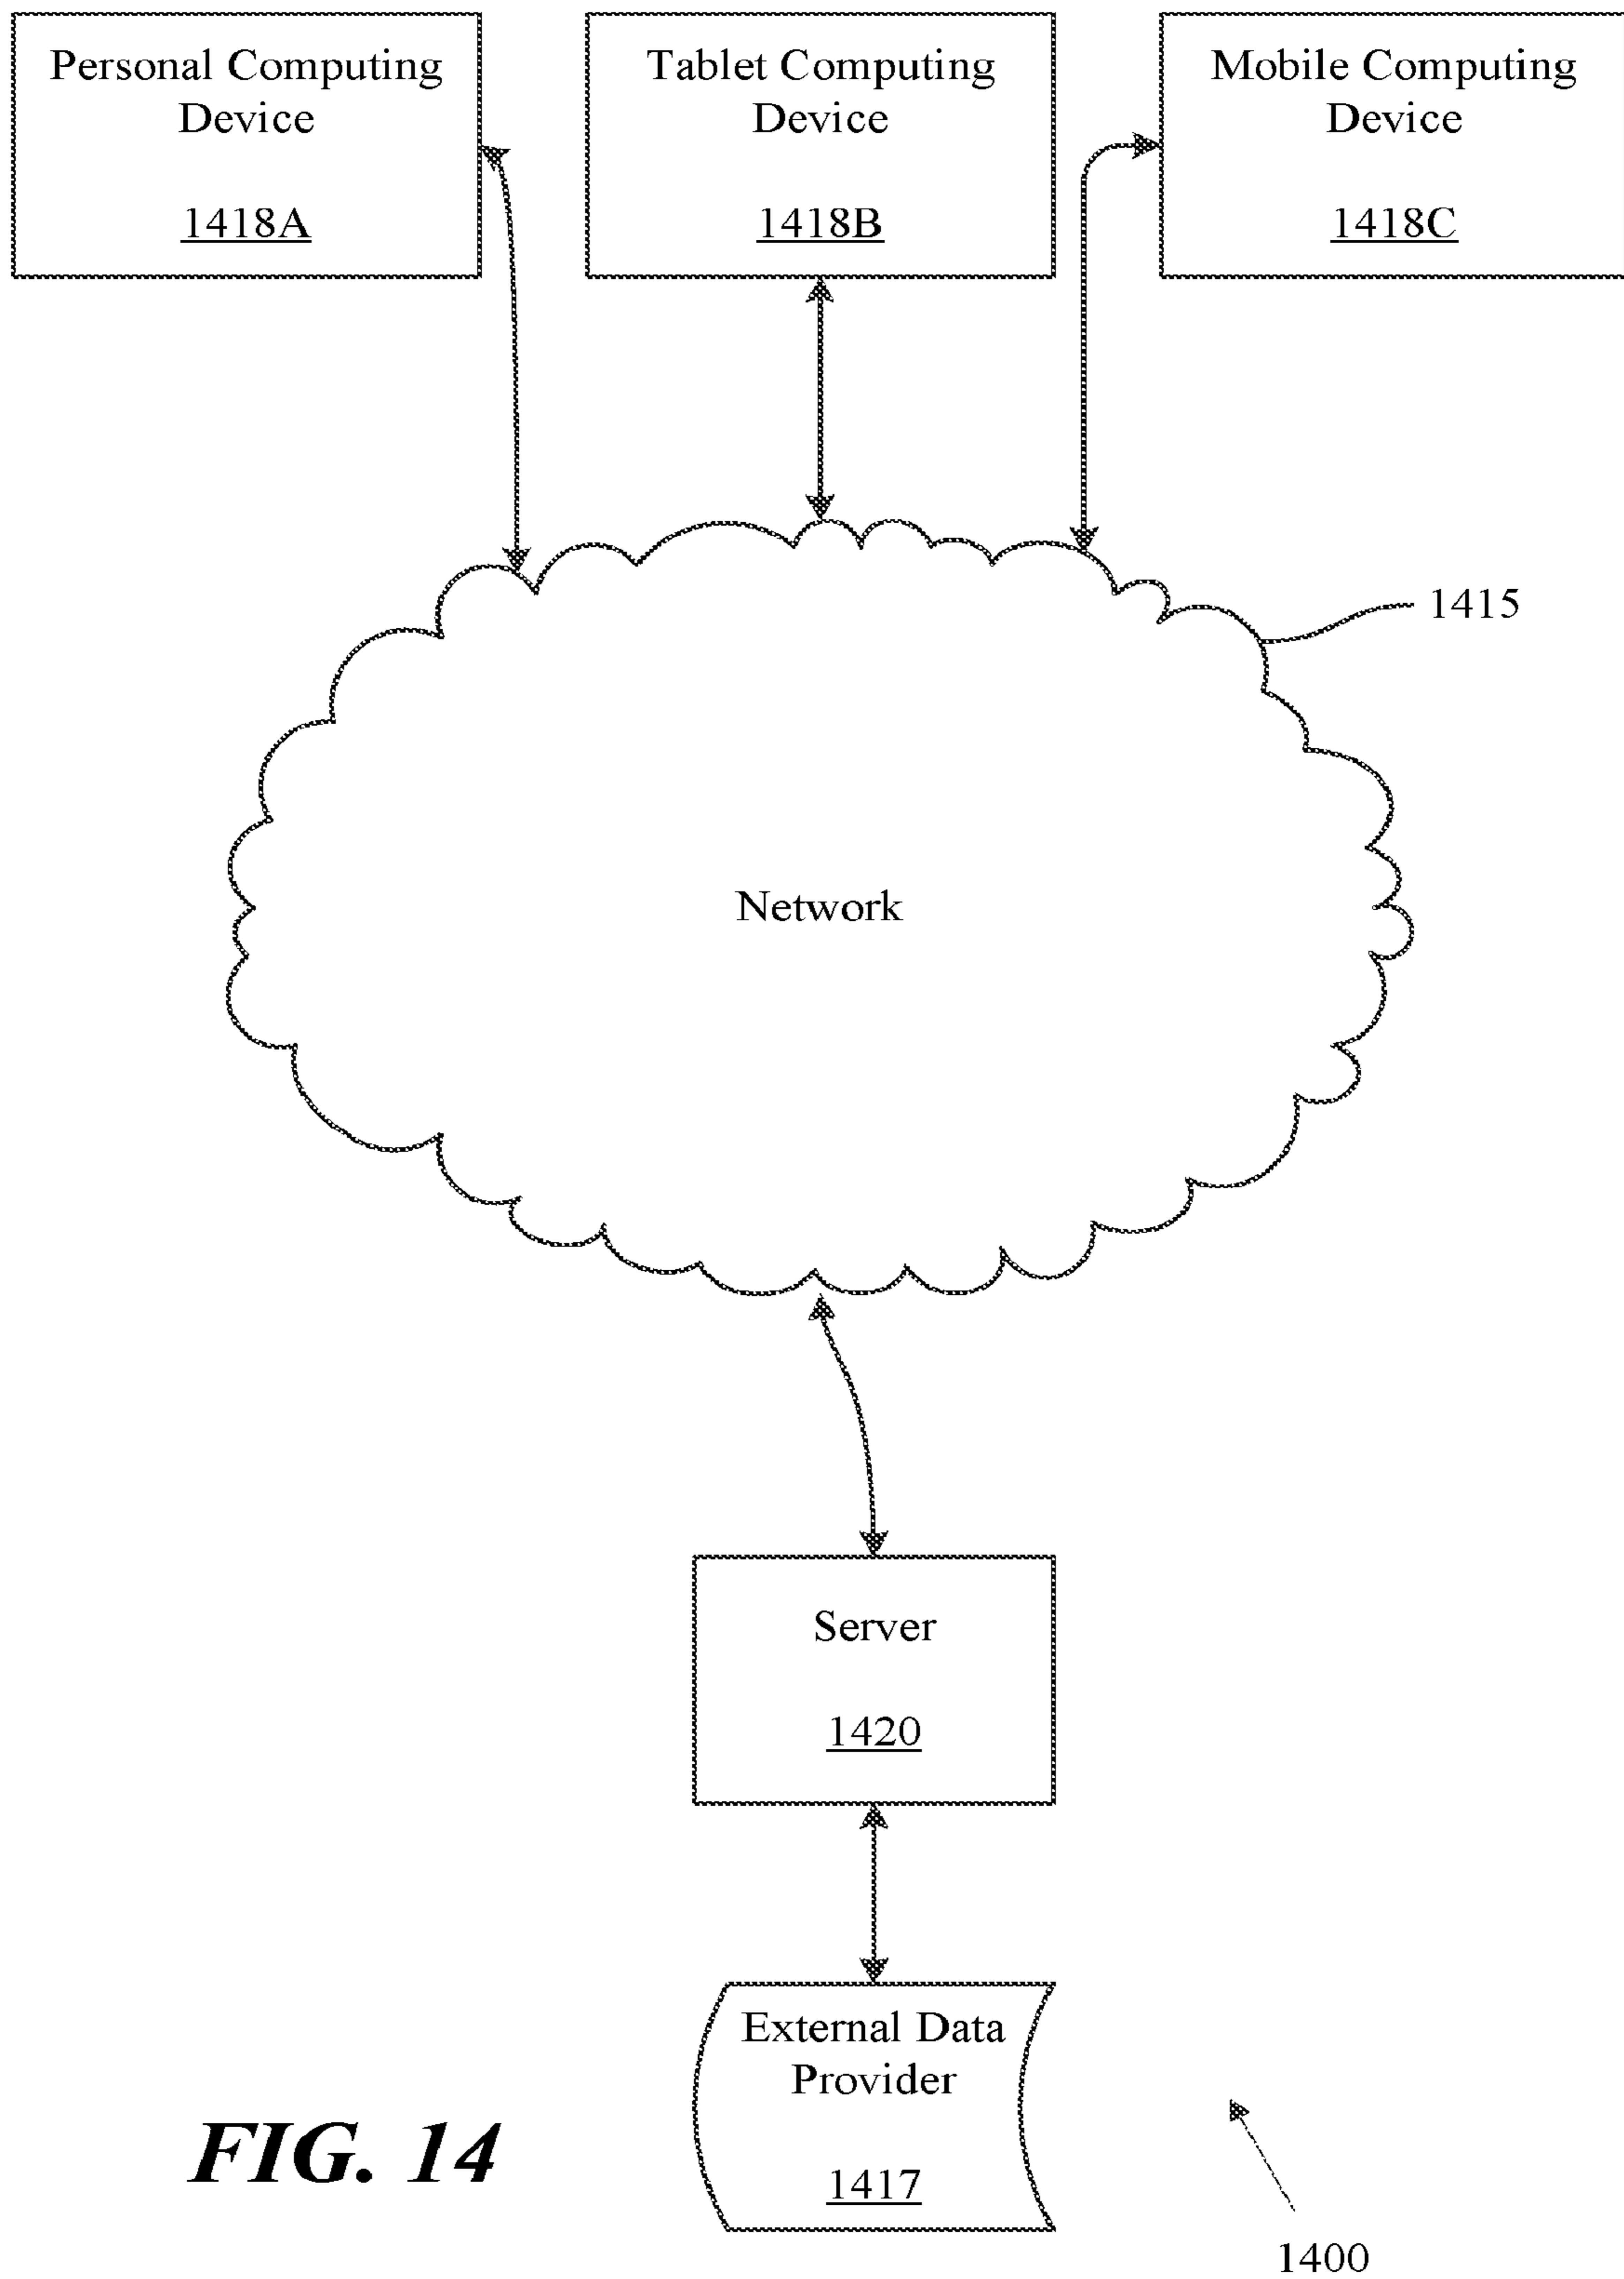 Personal Computing
Device
1418A
Tablet Computing
Device
1418B
Mobile Computing
Device
1418C
1415
Network
Server
1420
External Data
Provider
1417
FIG. 14
1400